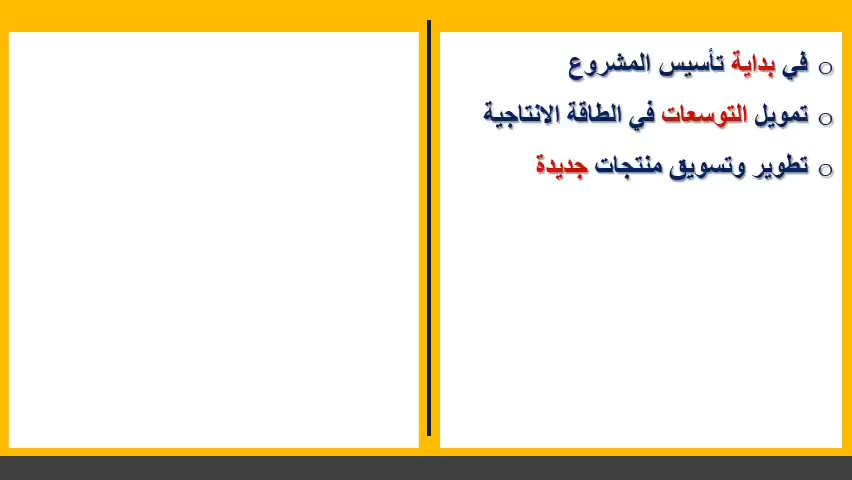 ○ في بداية تأسيس المشروع
○ تمويل التوسعات في الطاقة الانتاجية
○ تطوير وتسويق منتجات جديدة